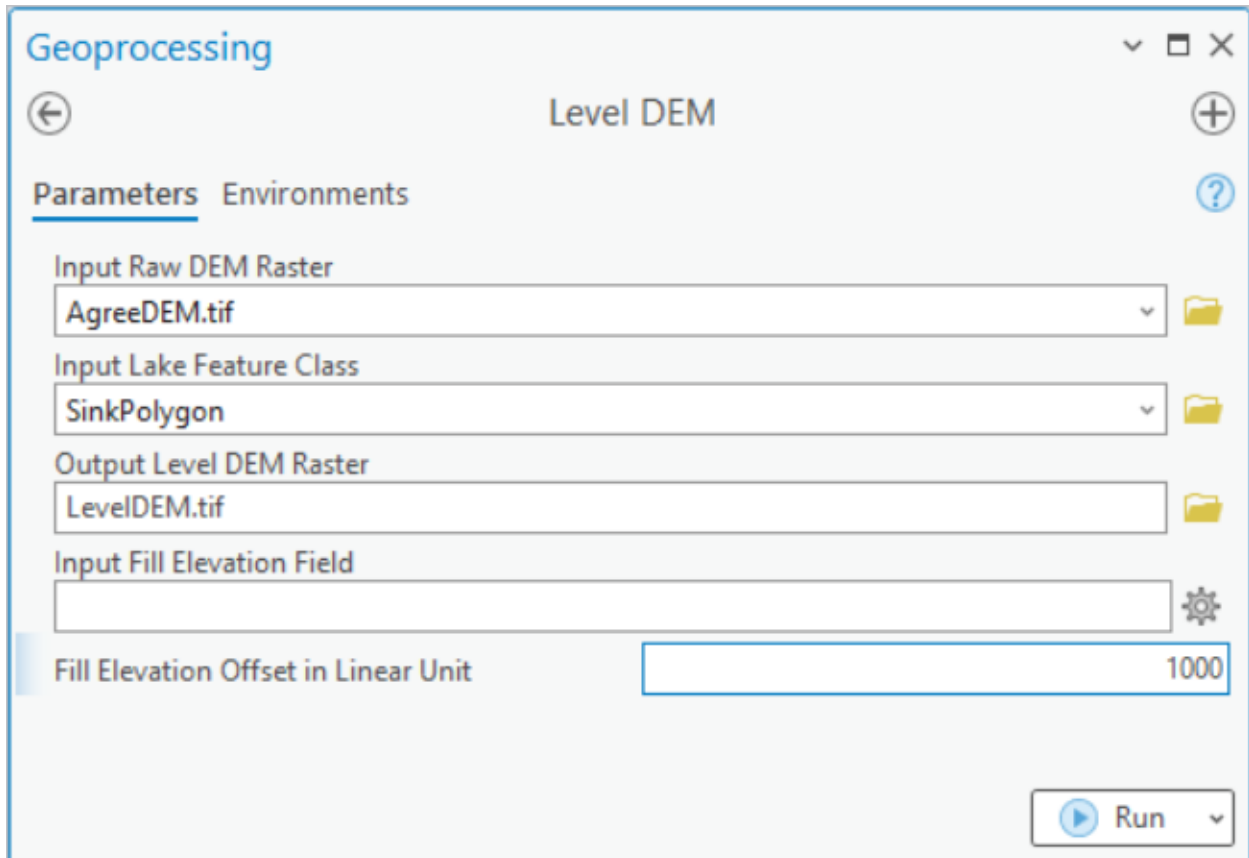 Geoprocessing
Level DEM
Parameters Environments
Input Raw DEM Raster
AgreeDEM.tif
Input Lake Feature Class
SinkPolygon
Output Level DEM Raster
LevelDEM.tif
Input Fill Elevation Field
Fill Elevation Offset in Linear Unit 1000
Run